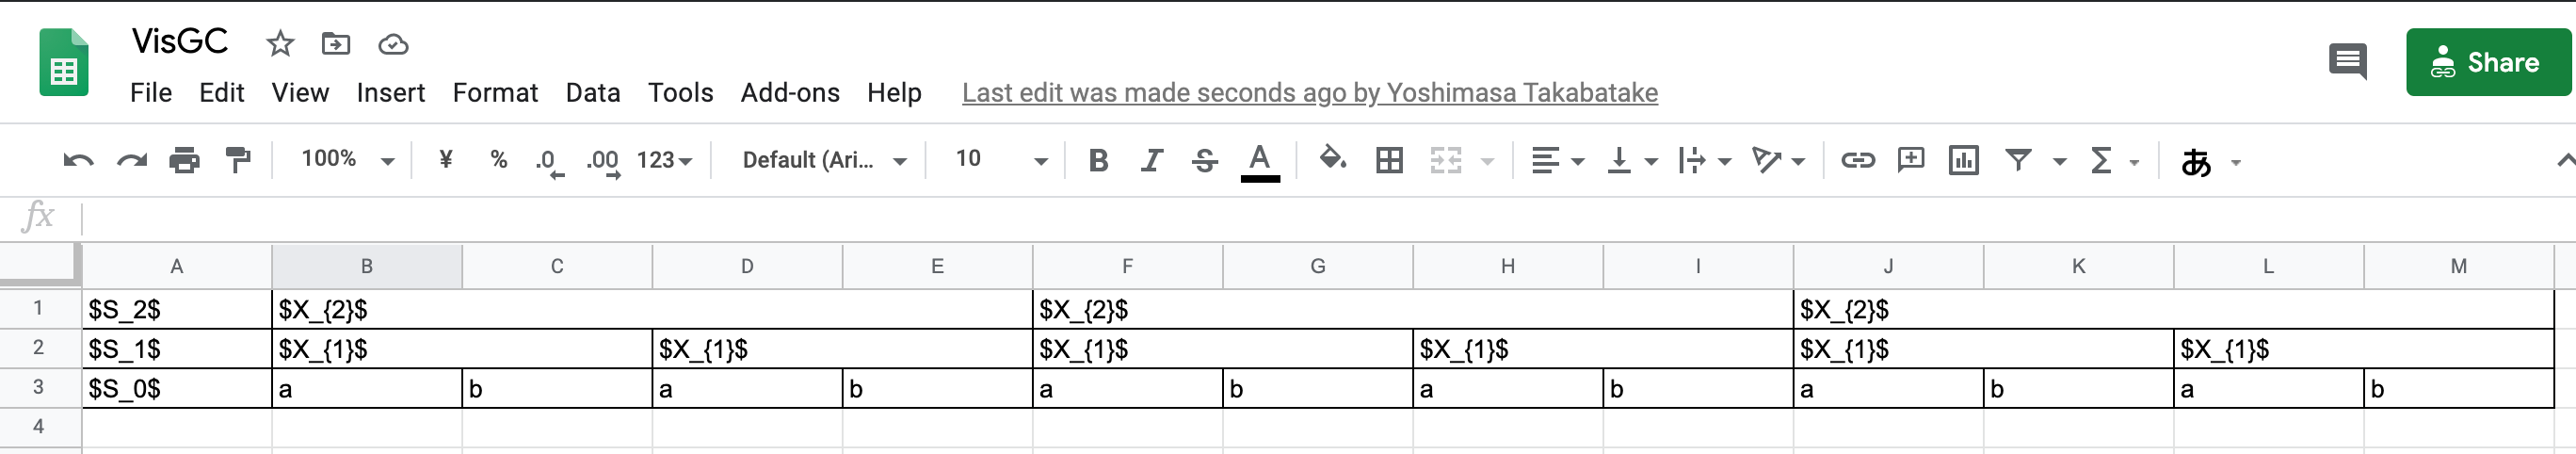 VisGC
Share
File Edit View Insert Format Data Tools Add-ons Help Last edit was made seconds ago by Yoshimasa Takabatake
100% ¥ % .0 .00 123 Default (Ari... 10 B I S A Σ あ
fx
A B C D E F G H I J K L M
1 $S_2$ $X_{2}$ $X_{2}$ $X_{2}$
2 $S_1$ $X_{1}$ $X_{1}$ $X_{1}$ $X_{1}$ $X_{1}$ $X_{1}$
3 $S_0$ a b a b a b a b a b a b
4